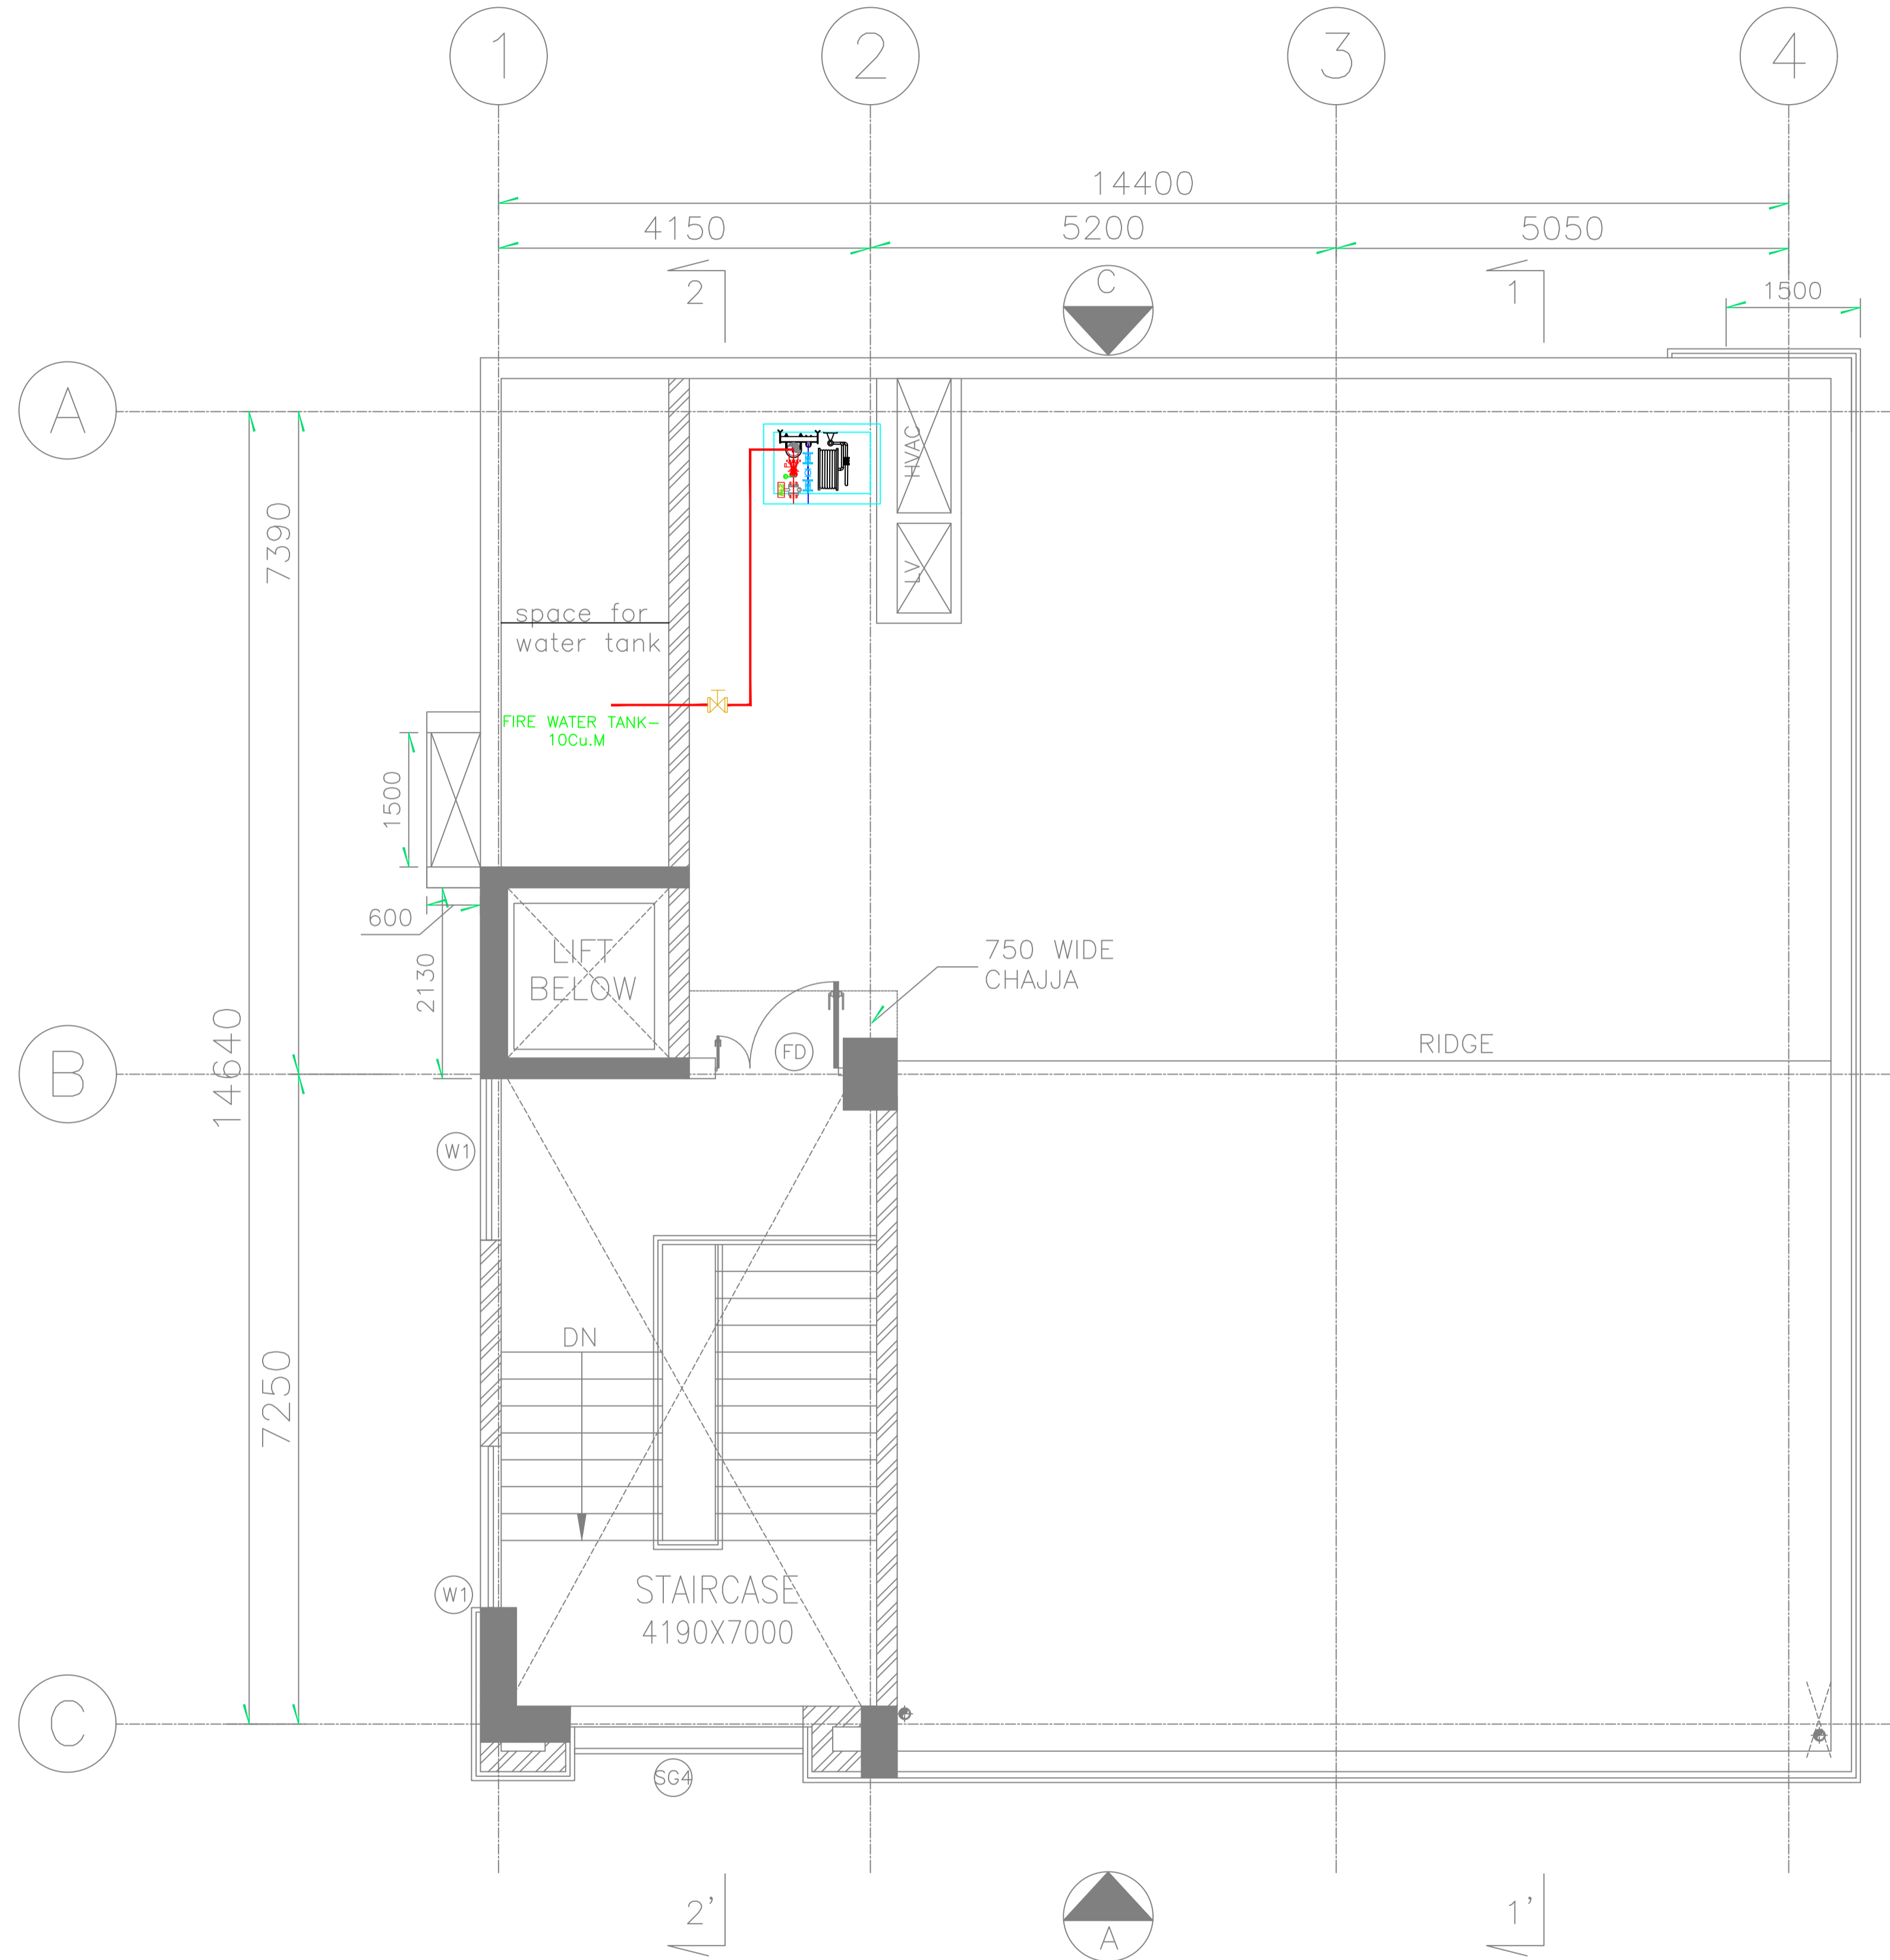 1
2
3
4
14400
4150
5200
5050
2
C
1
1500
A
HVAC
7390
LV
space for
water tank
FIRE WATER TANK-
10Cu.M
1500
600
LIFT
BELOW
750 WIDE
CHAJJA
2130
14640
FD
RIDGE
B
W1
DN
7250
STAIRCASE
4190X7000
W1
C
SG4
2'
1'
A